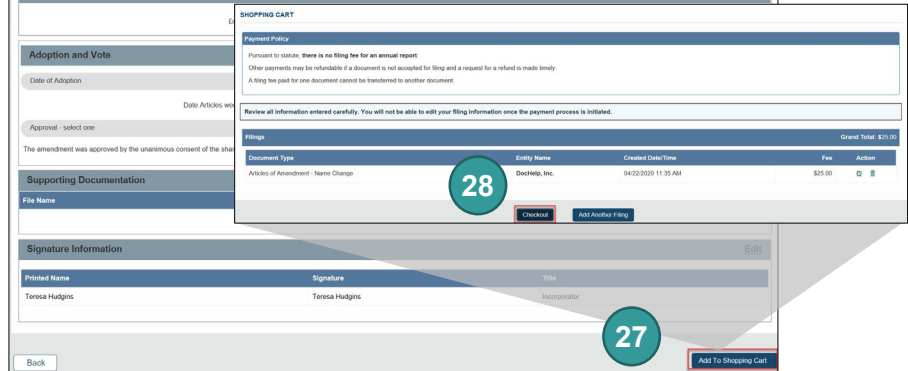 SHOPPING CART
Payment Policy
Pursuant to statute, there is no filing fee for an annual report.
Other payments may be refundable if a document is not accepted for filing and a request for a refund is made timely.
A filing fee paid for one document cannot be transferred to another document.
Review all information entered carefully. You will not be able to edit your filing information once the payment process is initiated.
Filings Grand Total: $25.00
Document Type Entity Name Created Date/Time Fee Action
Articles of Amendment - Name Change DocHelp, Inc. 04/22/2020 11:35 AM $25.00
28
Checkout Add Another Filing
Adoption and Vote
Date of Adoption
Date Articles
Approval - select one
The amendment was approved by the unanimous consent of the
Supporting Documentation
File Name
Signature Information Edit
Printed Name Signature Title
Teresa Hudgins Teresa Hudgins Incorporator
27
Back Add To Shopping Cart